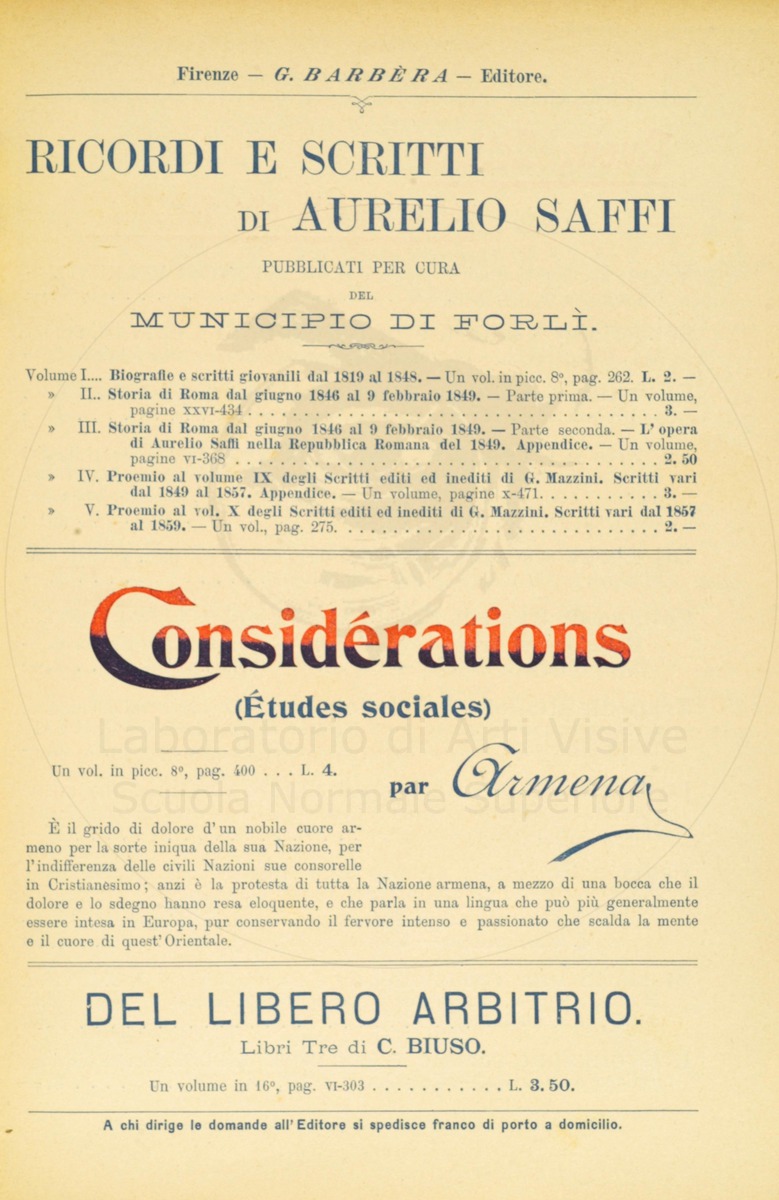 Firenze — G. BARBÈRA — Editore.
RICORDI E SCRITTI
DI AURELIO SAFFI
PUBBLICATI PER CURA
DEL
MUNICIPIO DI FORLÌ.
Volume I.... Biografie e scritti giovanili dal 1819 al 1848. — Un vol. in picc. 8º, pag. 262. L. 2. —
» II.. Storia di Roma dal giugno 1846 al 9 febbraio 1849. — Parte prima. — Un volume,
pagine XXVI-434 . . . . . . . . . . . . . . . . . . . . . . . . . . . . . . . . . 3. —
» III. Storia di Roma dal giugno 1846 al 9 febbraio 1849. — Parte seconda. — L' opera
di Aurelio Saffi nella Repubblica Romana del 1849. Appendice. — Un volume,
pagine VI-368 . . . . . . . . . . . . . . . . . . . . . . . . . . . . . . . . . . 2. 50
» IV. Proemio al volume IX degli Scritti editi ed inediti di G. Mazzini. Scritti vari
dal 1849 al 1857. Appendice. — Un volume, pagine X-471. . . . . . . . . . 3. —
» V. Proemio al vol. X degli Scritti editi ed inediti di G. Mazzini. Scritti vari dal 1857
al 1859. — Un vol., pag. 275. . . . . . . . . . . . . . . . . . . . . . . . . . . 2. —
Considérations
(Études sociales)
Laboratorio di Arti Visive
Un vol. in picc. 8º, pag. 400 . . . L. 4.
par Armena
Scuola Normale Superiore
È il grido di dolore d' un nobile cuore ar-
meno per la sorte iniqua della sua Nazione, per
l'indifferenza delle civili Nazioni sue consorelle
in Cristianesimo; anzi è la protesta di tutta la Nazione armena, a mezzo di una bocca che il
dolore e lo sdegno hanno resa eloquente, e che parla in una lingua che può più generalmente
essere intesa in Europa, pur conservando il fervore intenso e passionato che scalda la mente
e il cuore di quest' Orientale.
DEL LIBERO ARBITRIO.
Libri Tre di C. BIUSO.
Un volume in 16º, pag. VI-303 . . . . . . . . . . . L. 3. 50.
A chi dirige le domande all' Editore si spedisce franco di porto a domicilio.